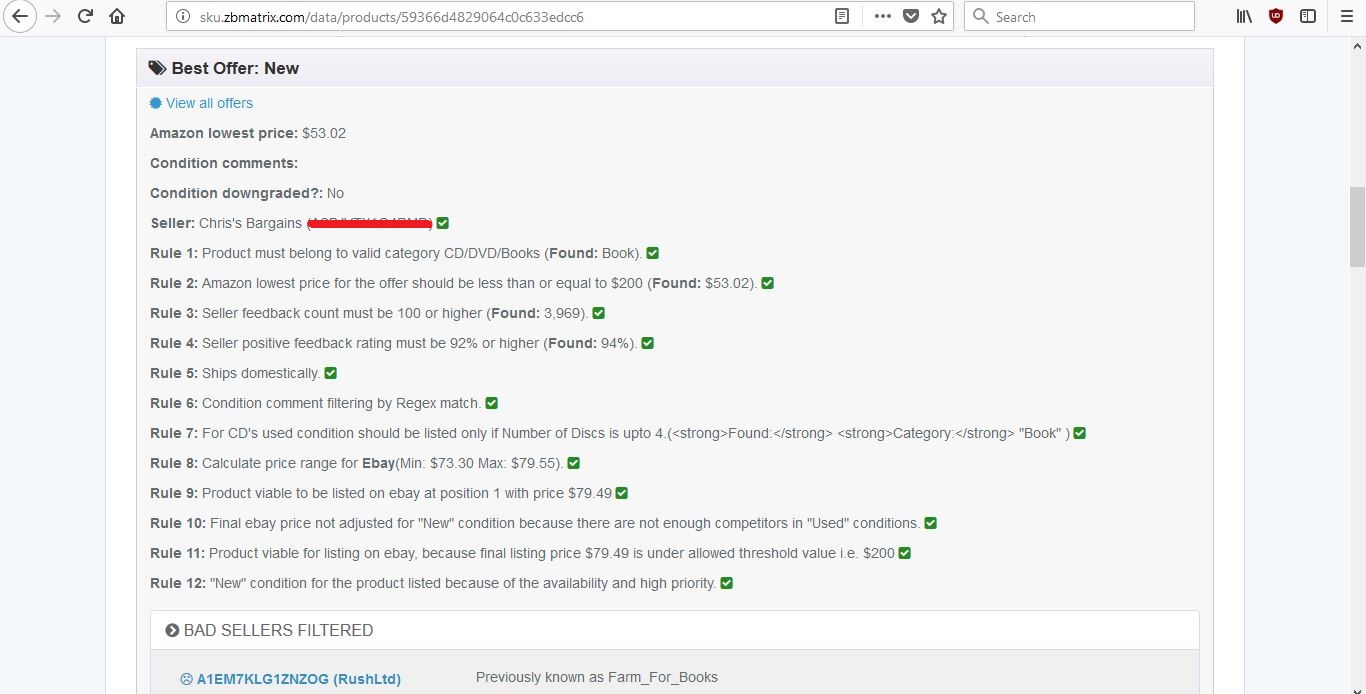 sku.zbmatrix.com/data/products/59366d4829064c0c633edcc6
Search
Best Offer: New
View all offers
Amazon lowest price: $53.02
Condition comments:
Condition downgraded?: No
Seller: Chris's Bargains
Rule 1: Product must belong to valid category CD/DVD/Books (Found: Book).
Rule 2: Amazon lowest price for the offer should be less than or equal to $200 (Found: $53.02).
Rule 3: Seller feedback count must be 100 or higher (Found: 3,969).
Rule 4: Seller positive feedback rating must be 92% or higher (Found: 94%).
Rule 5: Ships domestically.
Rule 6: Condition comment filtering by Regex match.
Rule 7: For CD's used condition should be listed only if Number of Discs is upto 4.(<strong>Found:</strong> <strong>Category:</strong> "Book" )
Rule 8: Calculate price range for Ebay(Min: $73.30 Max: $79.55).
Rule 9: Product viable to be listed on ebay at position 1 with price $79.49
Rule 10: Final ebay price not adjusted for "New" condition because there are not enough competitors in "Used" conditions.
Rule 11: Product viable for listing on ebay, because final listing price $79.49 is under allowed threshold value i.e. $200
Rule 12: "New" condition for the product listed because of the availability and high priority.
BAD SELLERS FILTERED
A1EM7KLG1ZNZOG (RushLtd) Previously known as Farm_For_Books